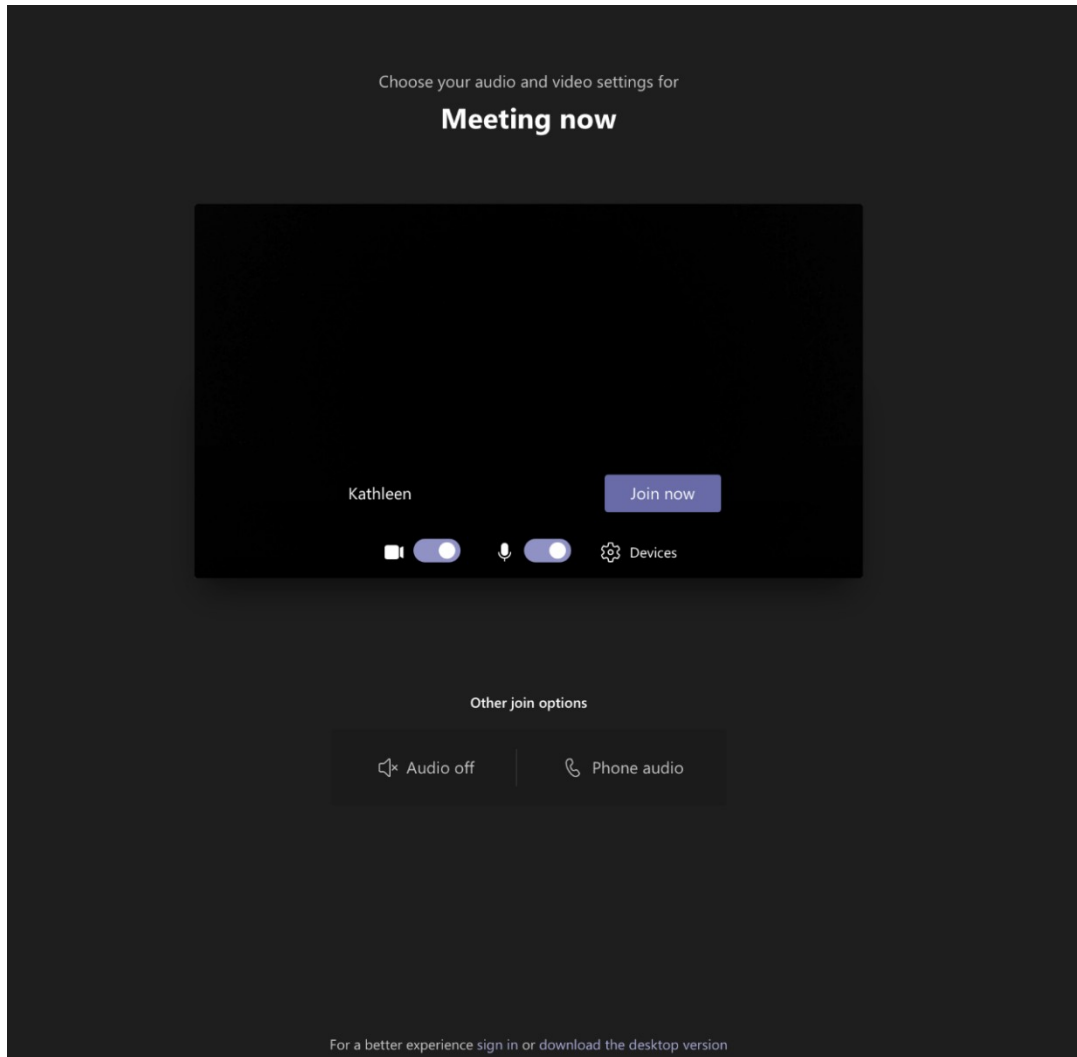 Choose your audio and video settings for
Meeting now
Kathleen
Join now
Devices
Other join options
Audio off
Phone audio
For a better experience sign in or download the desktop version